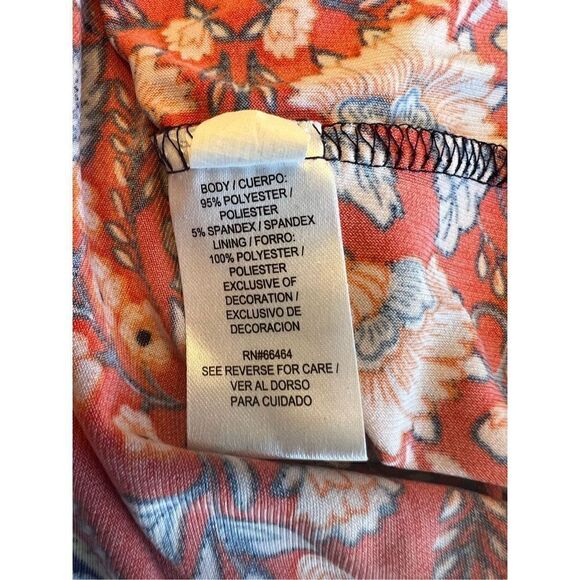 BODY / CUERPO:
95% POLYESTER /
POLIESTER
5% SPANDEX / SPANDEX
LINING / FORRO:
100% POLYESTER /
POLIESTER
EXCLUSIVE OF
DECORATION /
EXCLUSIVO DE
DECORACION
RN#66464
SEE REVERSE FOR CARE /
VER AL DORSO
PARA CUIDADO